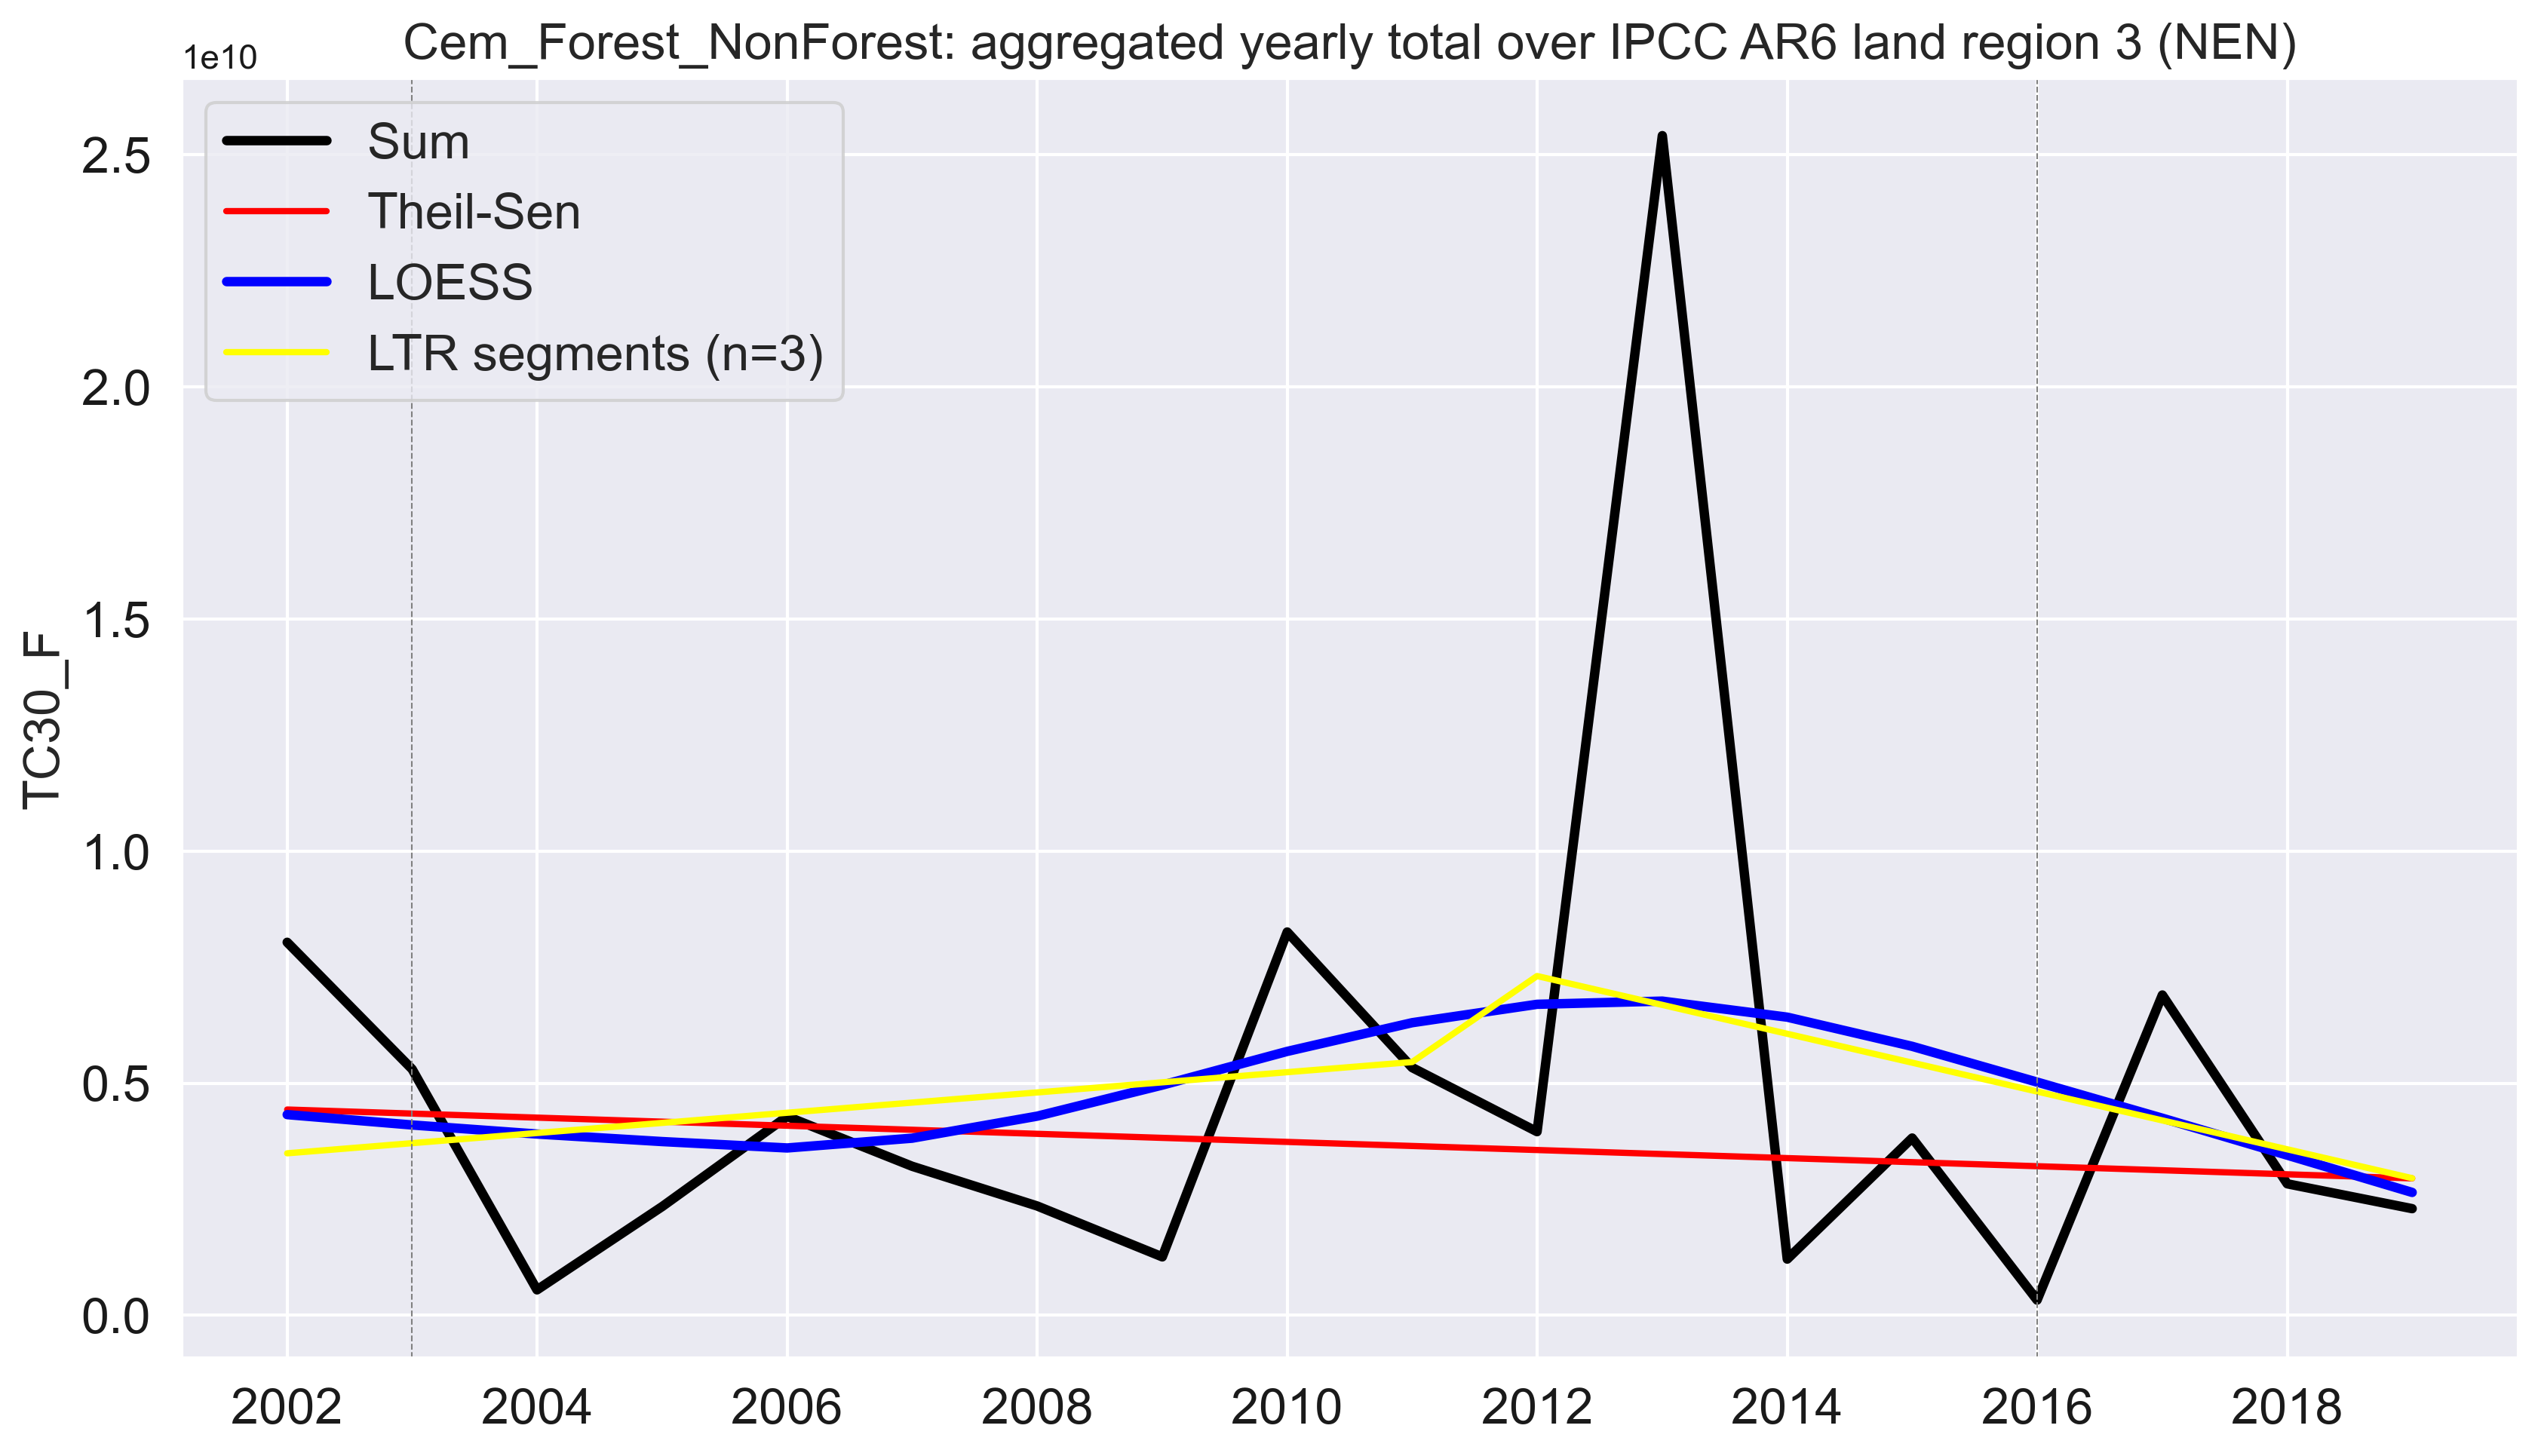 Cem_Forest_NonForest: aggregated yearly total over IPCC AR6 land region 3 (NEN)
1e10
Sum
Theil-Sen
LOESS
LTR segments (n=3)
TC30_F
2.5
2.0
1.5
1.0
0.5
0.0
2002 2004 2006 2008 2010 2012 2014 2016 2018